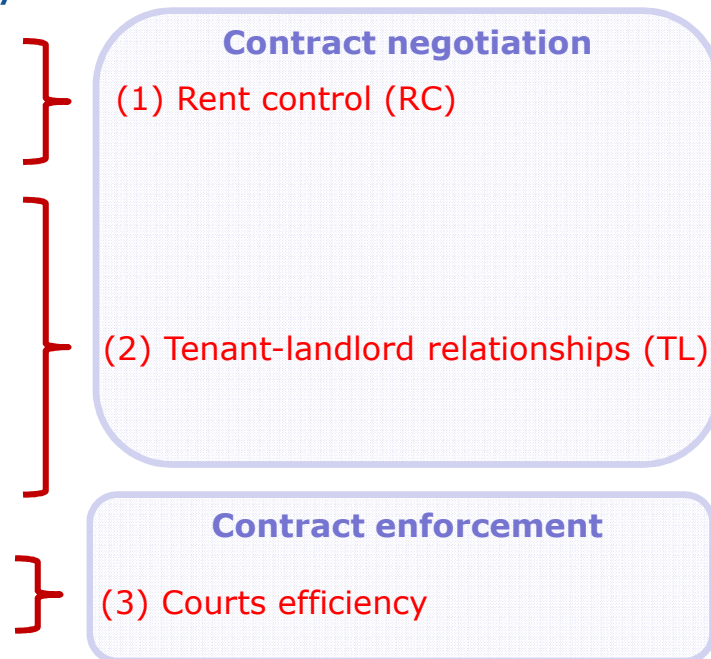 Contract negotiation
(1) Rent control (RC)
(2) Tenant-landlord relationships (TL)
Contract enforcement
(3) Courts efficiency